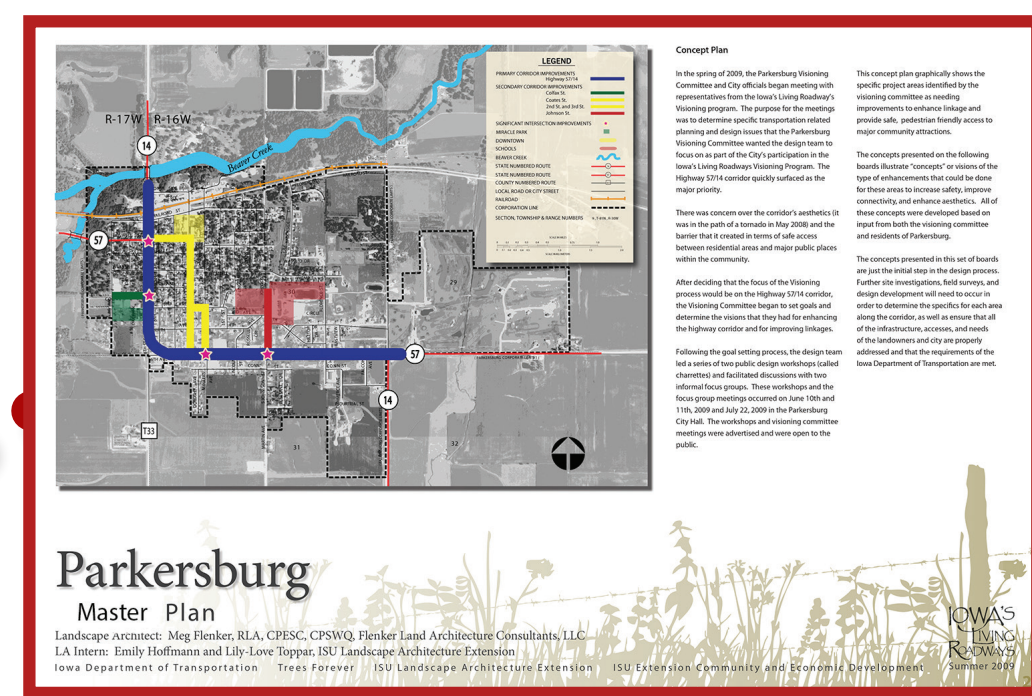 R-17W
R-16W
14
Beaver Creek
57
29
57
14
T33
31
32
LEGEND
PRIMARY CORRIDOR IMPROVEMENTS
Highway 57/14
SECONDARY CORRIDOR IMPROVEMENTS
Colfax St.
Coates St.
2nd St. and 3rd St.
Johnson St.
SIGNIFICANT INTERSECTION IMPROVEMENTS
MIRACLE PARK
DOWNTOWN
SCHOOLS
BEAVER CREEK
STATE NUMBERED ROUTE
STATE NUMBERED ROUTE
COUNTY NUMBERED ROUTE
LOCAL ROAD OR CITY STREET
RAILROAD
CORPORATION LINE
SECTION, TOWNSHIP & RANGE NUMBERS
Concept Plan
In the spring of 2009, the Parkersburg Visioning
Committee and City officials began meeting with
representatives from the Iowa's Living Roadway's
Visioning program. The purpose for the meetings
was to determine specific transportation related
planning and design issues that the Parkersburg
Visioning Committee wanted the design team to
focus on as part of the City's participation in the
Iowa's Living Roadways Visioning Program. The
Highway 57/14 corridor quickly surfaced as the
major priority.
There was concern over the corridor's aesthetics (it
was in the path of a tornado in May 2008) and the
barrier that it created in terms of safe access
between residential areas and major public places
within the community.
After deciding that the focus of the Visioning
process would be on the Highway 57/14 corridor,
the Visioning Committee began to set goals and
determine the visions that they had for enhancing
the highway corridor and for improving linkages.
Following the goal setting process, the design team
led a series of two public design workshops (called
charrettes) and facilitated discussions with two
informal focus groups. These workshops and the
focus group meetings occurred on June 10th and
11th, 2009 and July 22, 2009 in the Parkersburg
City Hall. The workshops and visioning committee
meetings were advertised and were open to the
public.
This concept plan graphically shows the
specific project areas identified by the
visioning committee as needing
improvements to enhance linkage and
provide safe, pedestrian friendly access to
major community attractions.
The concepts presented on the following
boards illustrate "concepts" or visions of the
type of enhancements that could be done
for these areas to increase safety, improve
connectivity, and enhance aesthetics. All of
these concepts were developed based on
input from both the visioning committee
and residents of Parkersburg.
The concepts presented in this set of boards
are just the initial step in the design process.
Further site investigations, field surveys, and
design development will need to occur in
order to determine the specifics for each area
along the corridor, as well as ensure that all
of the infrastructure, accesses, and needs
of the landowners and city are properly
addressed and that the requirements of the
Iowa Department of Transportation are met.
Parkersburg
Master Plan
Landscape Architect: Meg Flenker, RLA, CPESC, CPSWQ, Flenker Land Architecture Consultants, LLC
LA Intern: Emily Hoffmann and Lily-Love Toppar, ISU Landscape Architecture Extension
Iowa Department of Transportation Trees Forever ISU Landscape Architecture Extension ISU Extension Community and Economic Development
IOWA'S
LIVING
ROADWAYS
Summer 2009